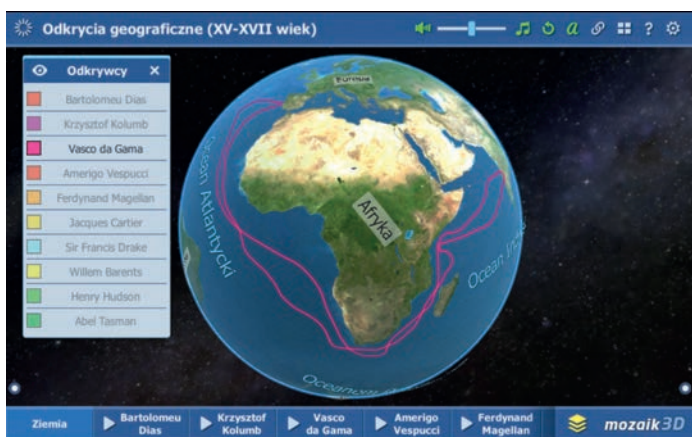 Odkrycia geograficzne (XV-XVII wiek)
a
?
Odkrywcy
Bartolomeu Dias
Krzysztof Kolumb
Vasco da Gama
Amerigo Vespucci
Ferdynand Magellan
Jacques Cartier
Sir Francis Drake
Willem Barents
Henry Hudson
Abel Tasman
Europa
Afryka
Ocean Atlantycki
Ocean
Ziemia
Bartolomeu
Dias
Krzysztof
Kolumb
Vasco
da Gama
Amerigo
Vespucci
Ferdynand
Magellan
mozaik3D